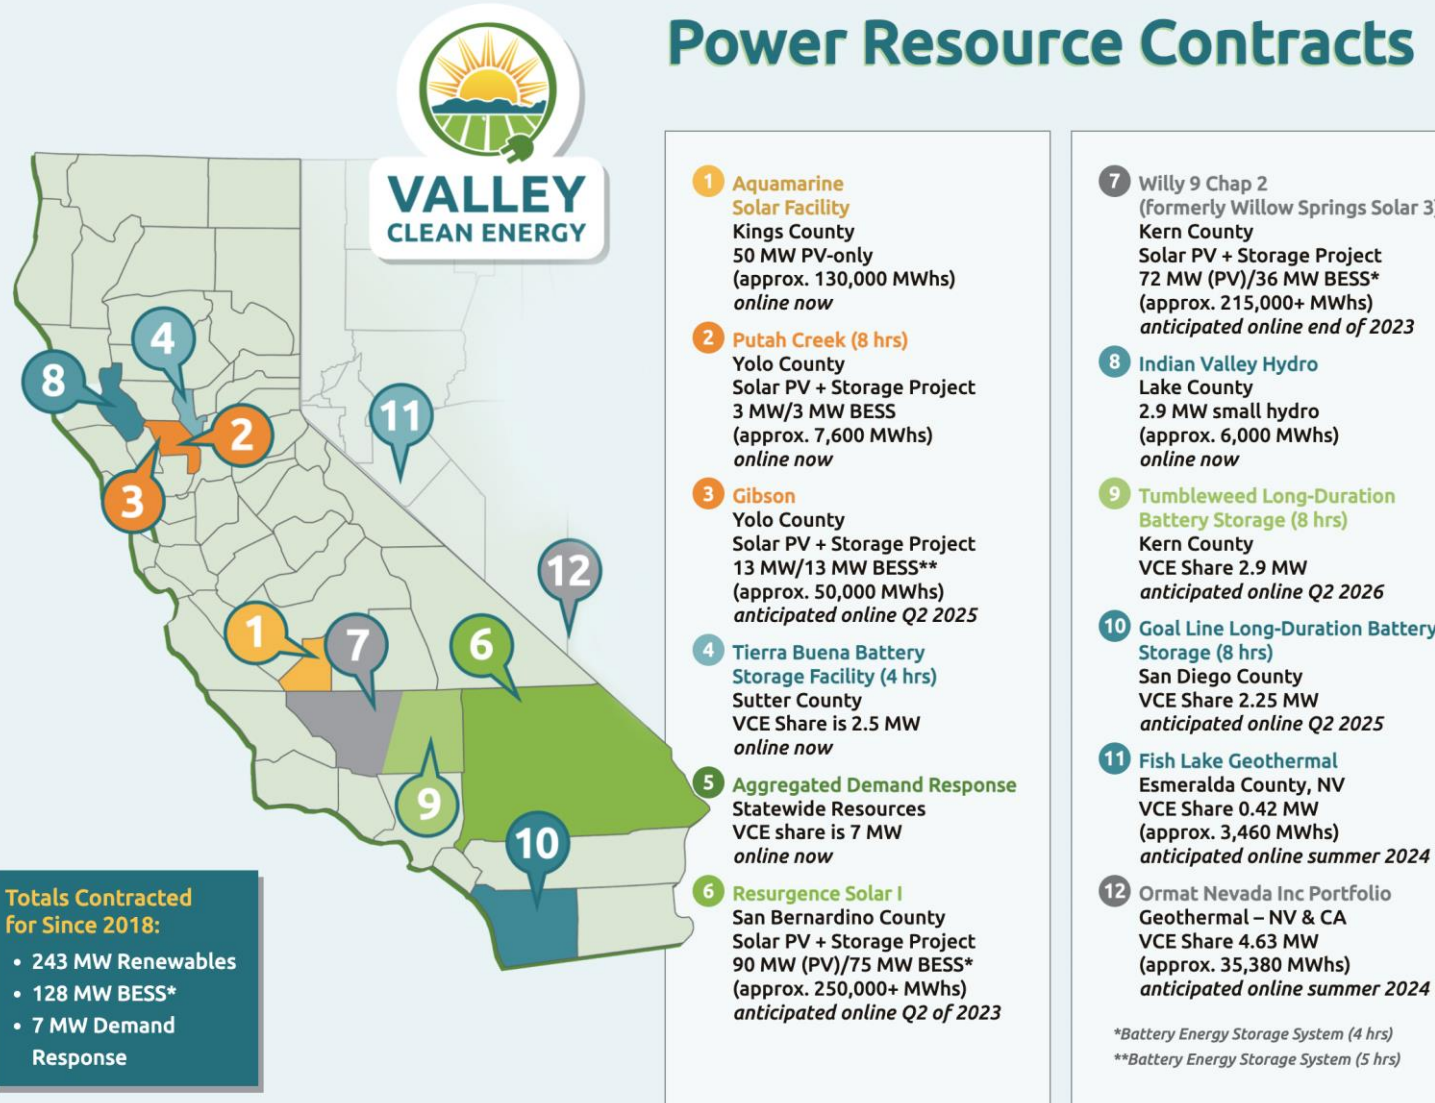 Power Resource Contracts
VALLEY
CLEAN ENERGY
4
8
11
2
3
12
1
7
6
9
10
Totals Contracted
for Since 2018:
• 243 MW Renewables
• 128 MW BESS*
• 7 MW Demand
Response
1 Aquamarine
Solar Facility
Kings County
50 MW PV-only
(approx. 130,000 MWhs)
online now
2 Putah Creek (8 hrs)
Yolo County
Solar PV + Storage Project
3 MW/3 MW BESS
(approx. 7,600 MWhs)
online now
3 Gibson
Yolo County
Solar PV + Storage Project
13 MW/13 MW BESS**
(approx. 50,000 MWhs)
anticipated online Q2 2025
4 Tierra Buena Battery
Storage Facility (4 hrs)
Sutter County
VCE Share is 2.5 MW
online now
5 Aggregated Demand Response
Statewide Resources
VCE share is 7 MW
online now
6 Resurgence Solar I
San Bernardino County
Solar PV + Storage Project
90 MW (PV)/75 MW BESS*
(approx. 250,000+ MWhs)
anticipated online Q2 of 2023
7 Willy 9 Chap 2
(formerly Willow Springs Solar 3)
Kern County
Solar PV + Storage Project
72 MW (PV)/36 MW BESS*
(approx. 215,000+ MWhs)
anticipated online end of 2023
8 Indian Valley Hydro
Lake County
2.9 MW small hydro
(approx. 6,000 MWhs)
online now
9 Tumbleweed Long-Duration
Battery Storage (8 hrs)
Kern County
VCE Share 2.9 MW
anticipated online Q2 2026
10 Goal Line Long-Duration Battery
Storage (8 hrs)
San Diego County
VCE Share 2.25 MW
anticipated online Q2 2025
11 Fish Lake Geothermal
Esmeralda County, NV
VCE Share 0.42 MW
(approx. 3,460 MWhs)
anticipated online summer 2024
12 Ormat Nevada Inc Portfolio
Geothermal – NV & CA
VCE Share 4.63 MW
(approx. 35,380 MWhs)
anticipated online summer 2024
*Battery Energy Storage System (4 hrs)
**Battery Energy Storage System (5 hrs)